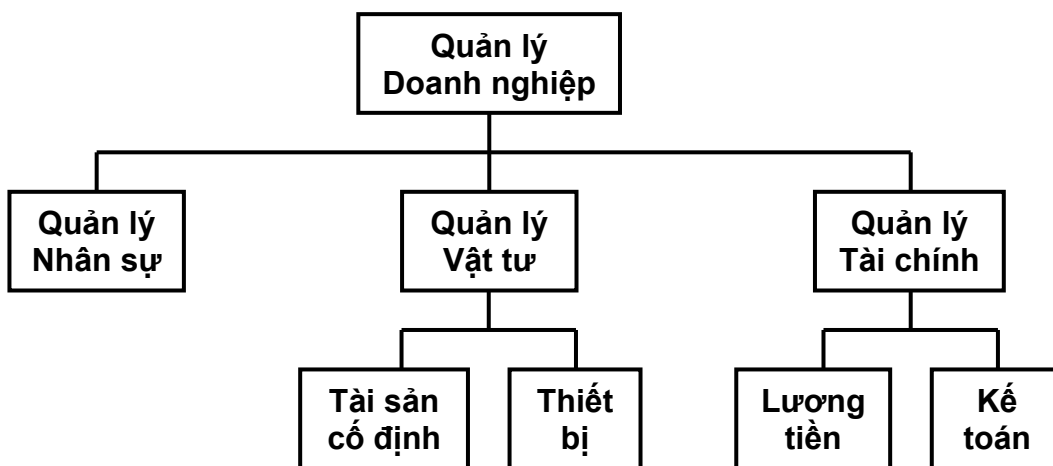 Quản lý
Doanh nghiệp
Quản lý
Nhân sự
Quản lý
Vật tư
Quản lý
Tài chính
Tài sản
cố định
Thiết
bị
Lương
tiền
Kế
toán